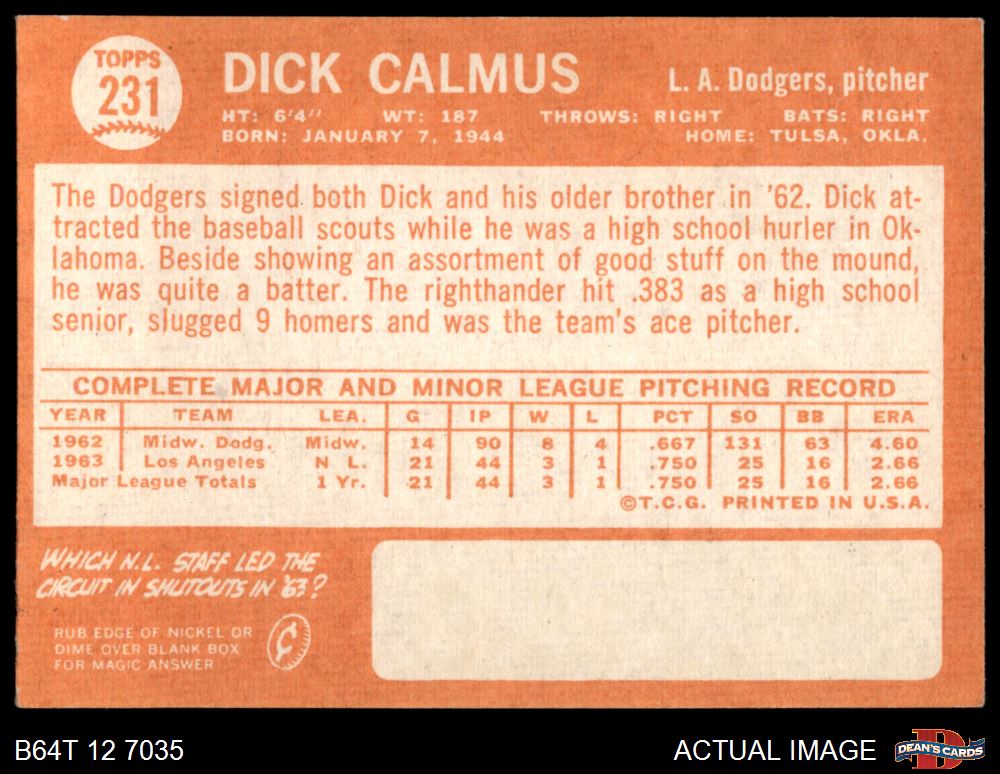 TOPPS
231
DICK CALMUS
L. A. Dodgers, pitcher
HT: 6'4" WT: 187 THROWS: RIGHT BATS: RIGHT
BORN: JANUARY 7, 1944 HOME: TULSA, OKLA.
The Dodgers signed both Dick and his older brother in '62. Dick at-
tracted the baseball scouts while he was a high school hurler in Ok-
lahoma. Beside showing an assortment of good stuff on the mound,
he was quite a batter. The righthander hit .383 as a high school
senior, slugged 9 homers and was the team's ace pitcher.
COMPLETE MAJOR AND MINOR LEAGUE PITCHING RECORD
YEAR TEAM LEA. G IP W L PCT SO BB ERA
1962 Midw. Dodg. Midw. 14 90 8 4 .667 131 63 4.60
1963 Los Angeles N L. 21 44 3 1 .750 25 16 2.66
Major League Totals 1 Yr. 21 44 3 1 .750 25 16 2.66
©T.C.G. PRINTED IN U.S.A.
WHICH N.L. STAFF LED THE
CIRCUIT IN SHUTOUTS IN '63?
RUB EDGE OF NICKEL OR
DIME OVER BLANK BOX
FOR MAGIC ANSWER
¢
B64T 12 7035
ACTUAL IMAGE
D
DEAN'S CARDS